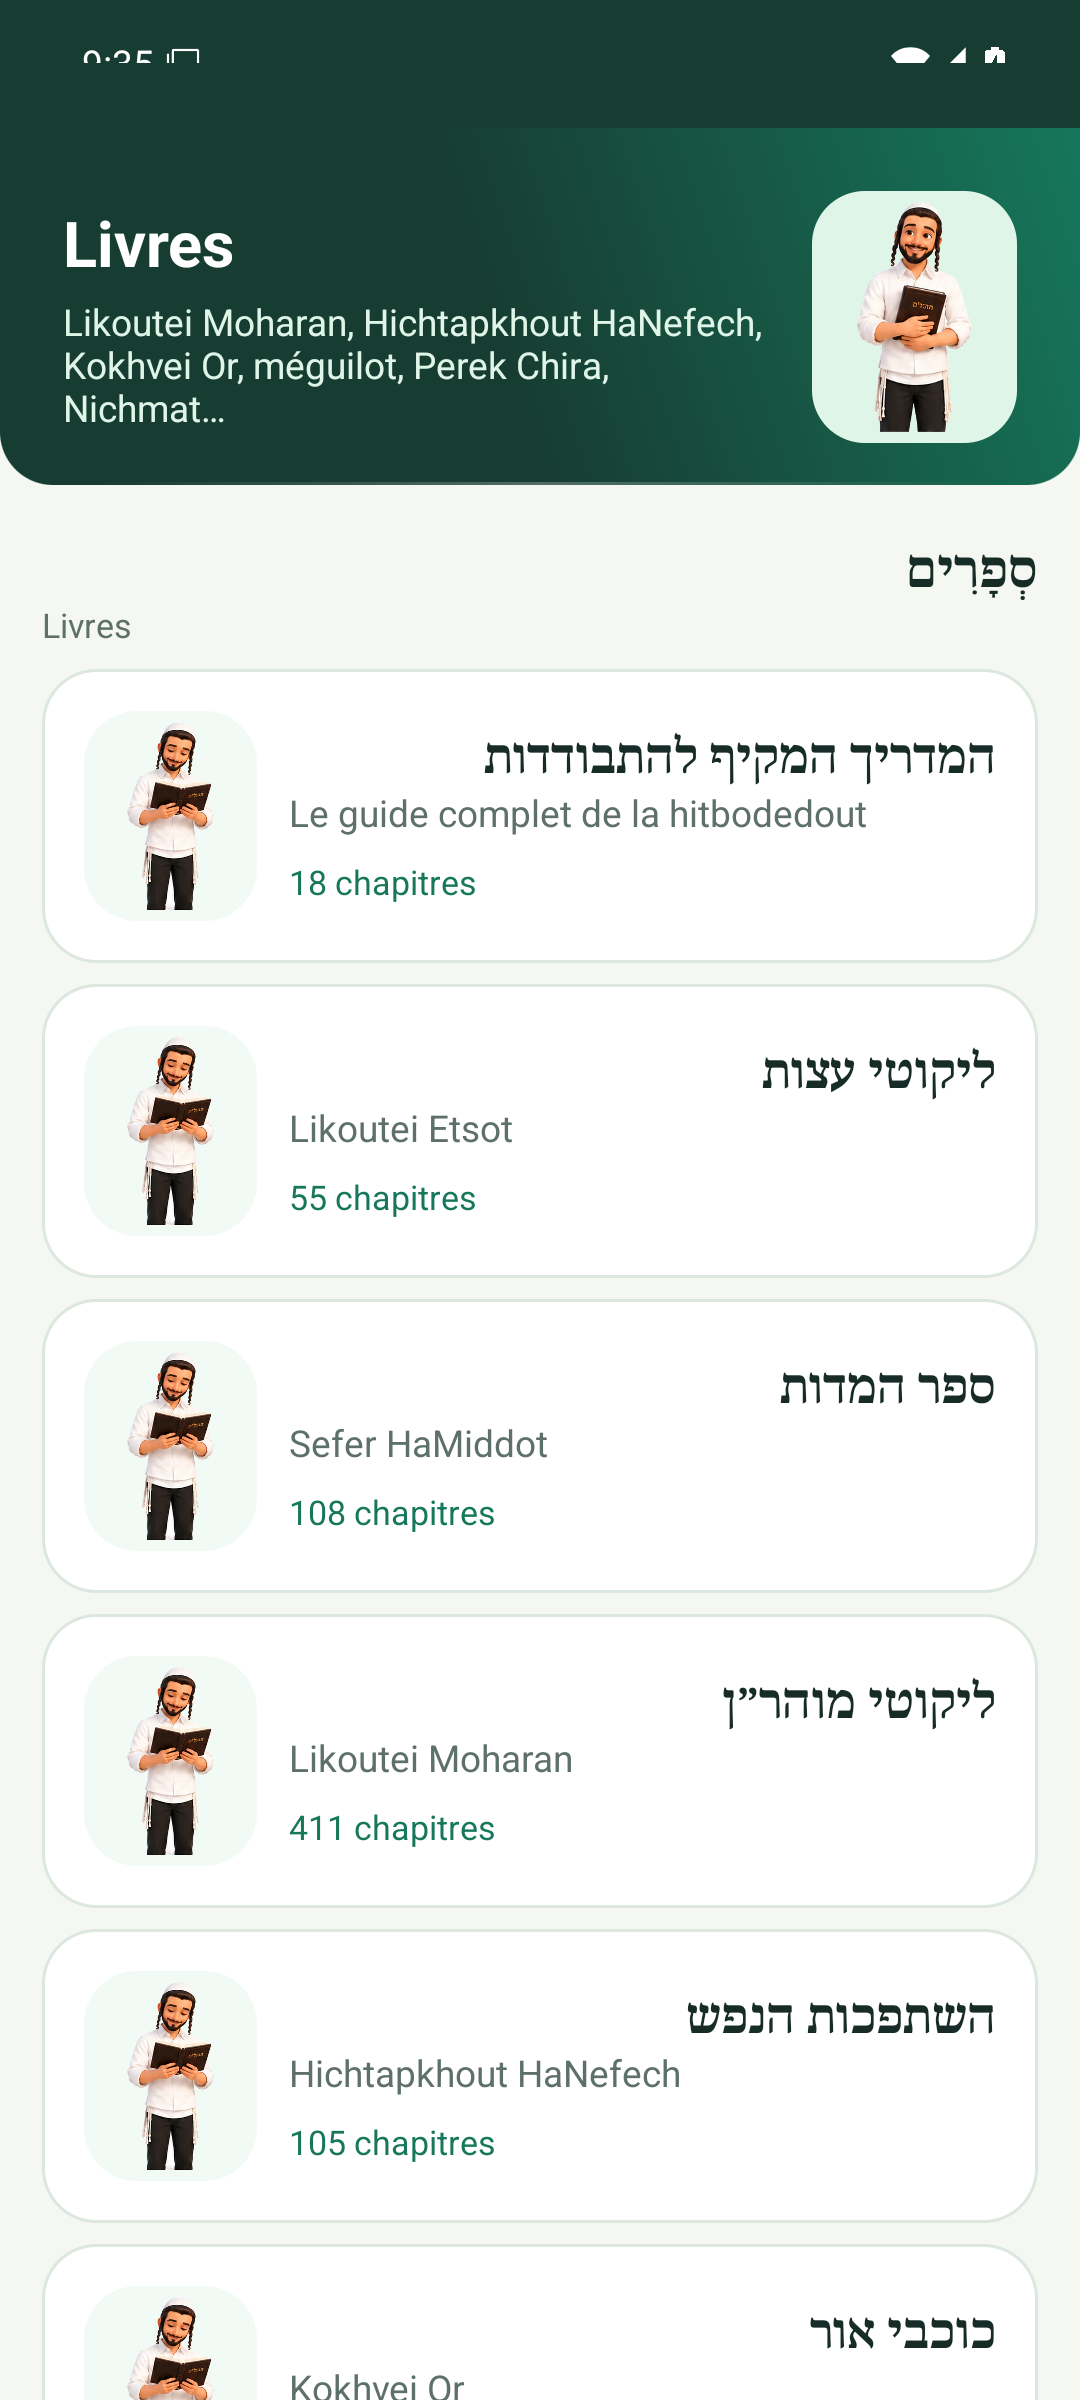 9:35
Livres
Likoutei Moharan, Hichtapkhout HaNefech,
Kokhvei Or, méguilot, Perek Chira,
Nichmat...
סְפָרִים
Livres
המדריך המקיף להתבודדות
Le guide complet de la hitbodedout
18 chapitres
ליקוטי עצות
Likoutei Etsot
55 chapitres
ספר המדות
Sefer HaMiddot
108 chapitres
ליקוטי מוהר״ן
Likoutei Moharan
411 chapitres
השתפכות הנפש
Hichtapkhout HaNefech
105 chapitres
כוכבי אור
Kokhvei Or